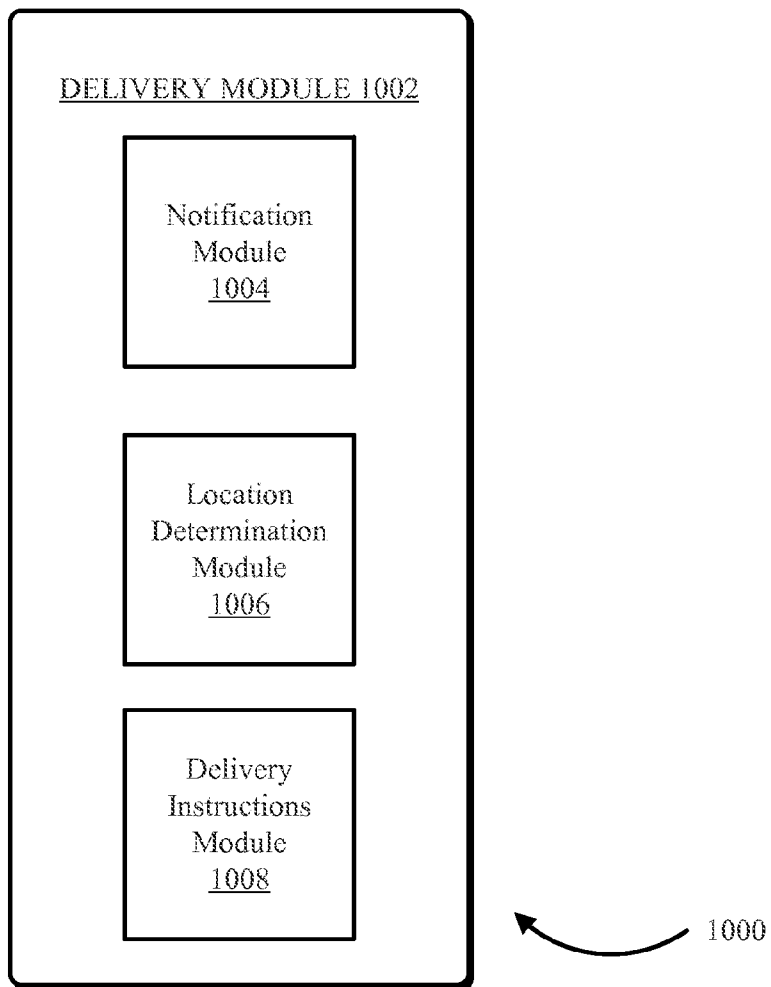 DELIVERY MODULE 1002
Notification
Module
1004
Location
Determination
Module
1006
Delivery
Instructions
Module
1008
1000